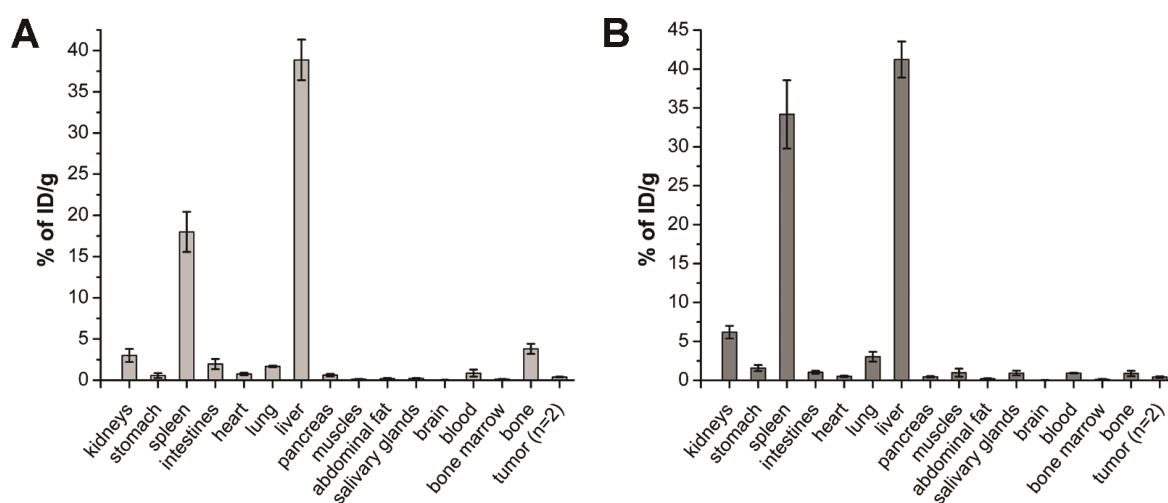 A
% of ID/g
40
35
30
25
20
15
10
5
0
kidneys
stomach
spleen
intestines
heart
lung
liver
pancreas
muscles
abdominal fat
salivary glands
brain
blood
bone marrow
bone
tumor (n=2)
B
% of ID/g
45
40
35
30
25
20
15
10
5
0
kidneys
stomach
spleen
intestines
heart
lung
liver
pancreas
muscles
abdominal fat
salivary glands
brain
blood
bone marrow
bone
tumor (n=2)